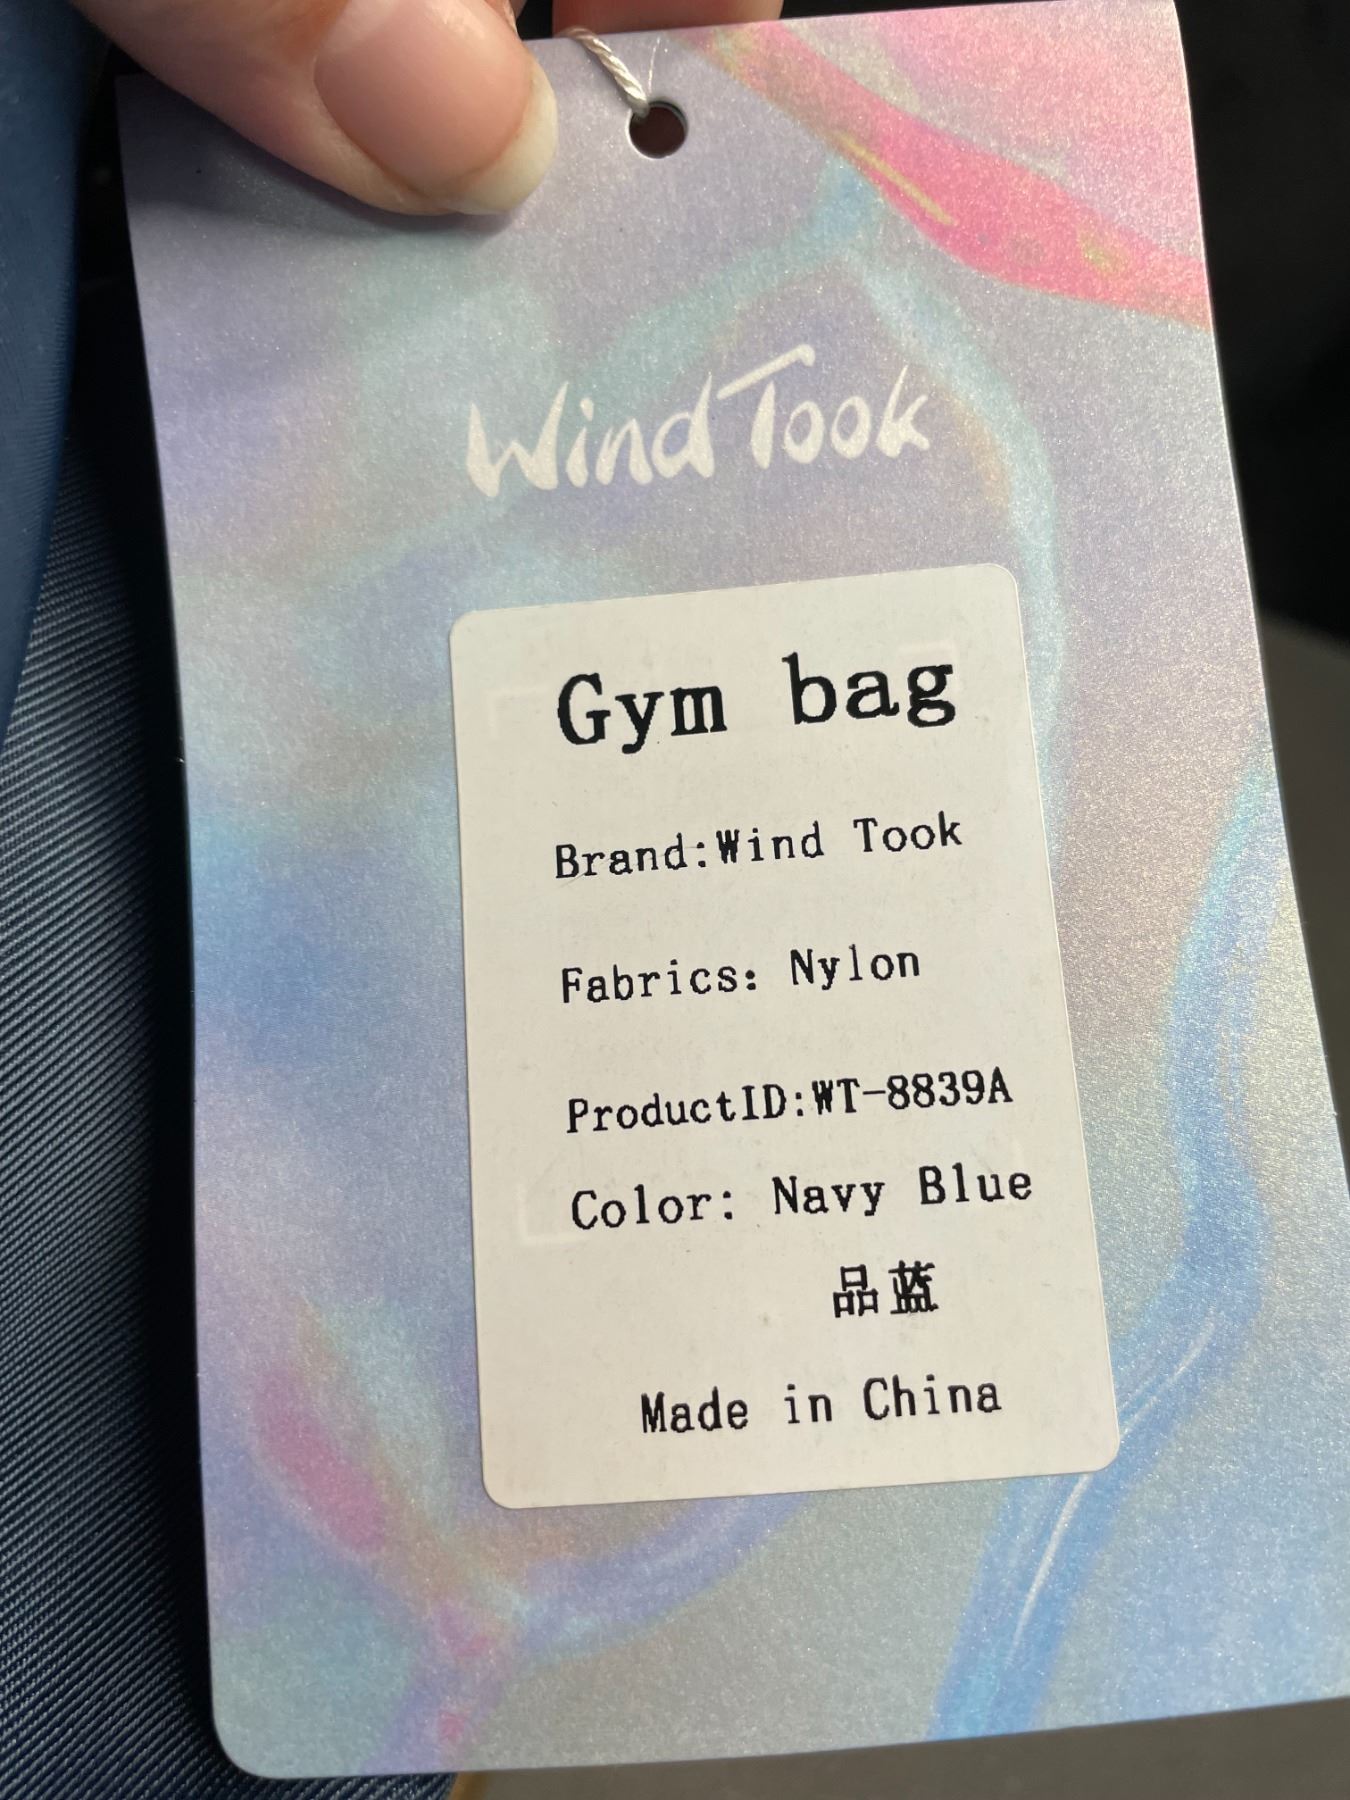 Wind Took
Gym bag
Brand:Wind Took
Fabrics: Nylon
ProductID:WT-8839A
Color: Navy Blue
品蓝
Made in China